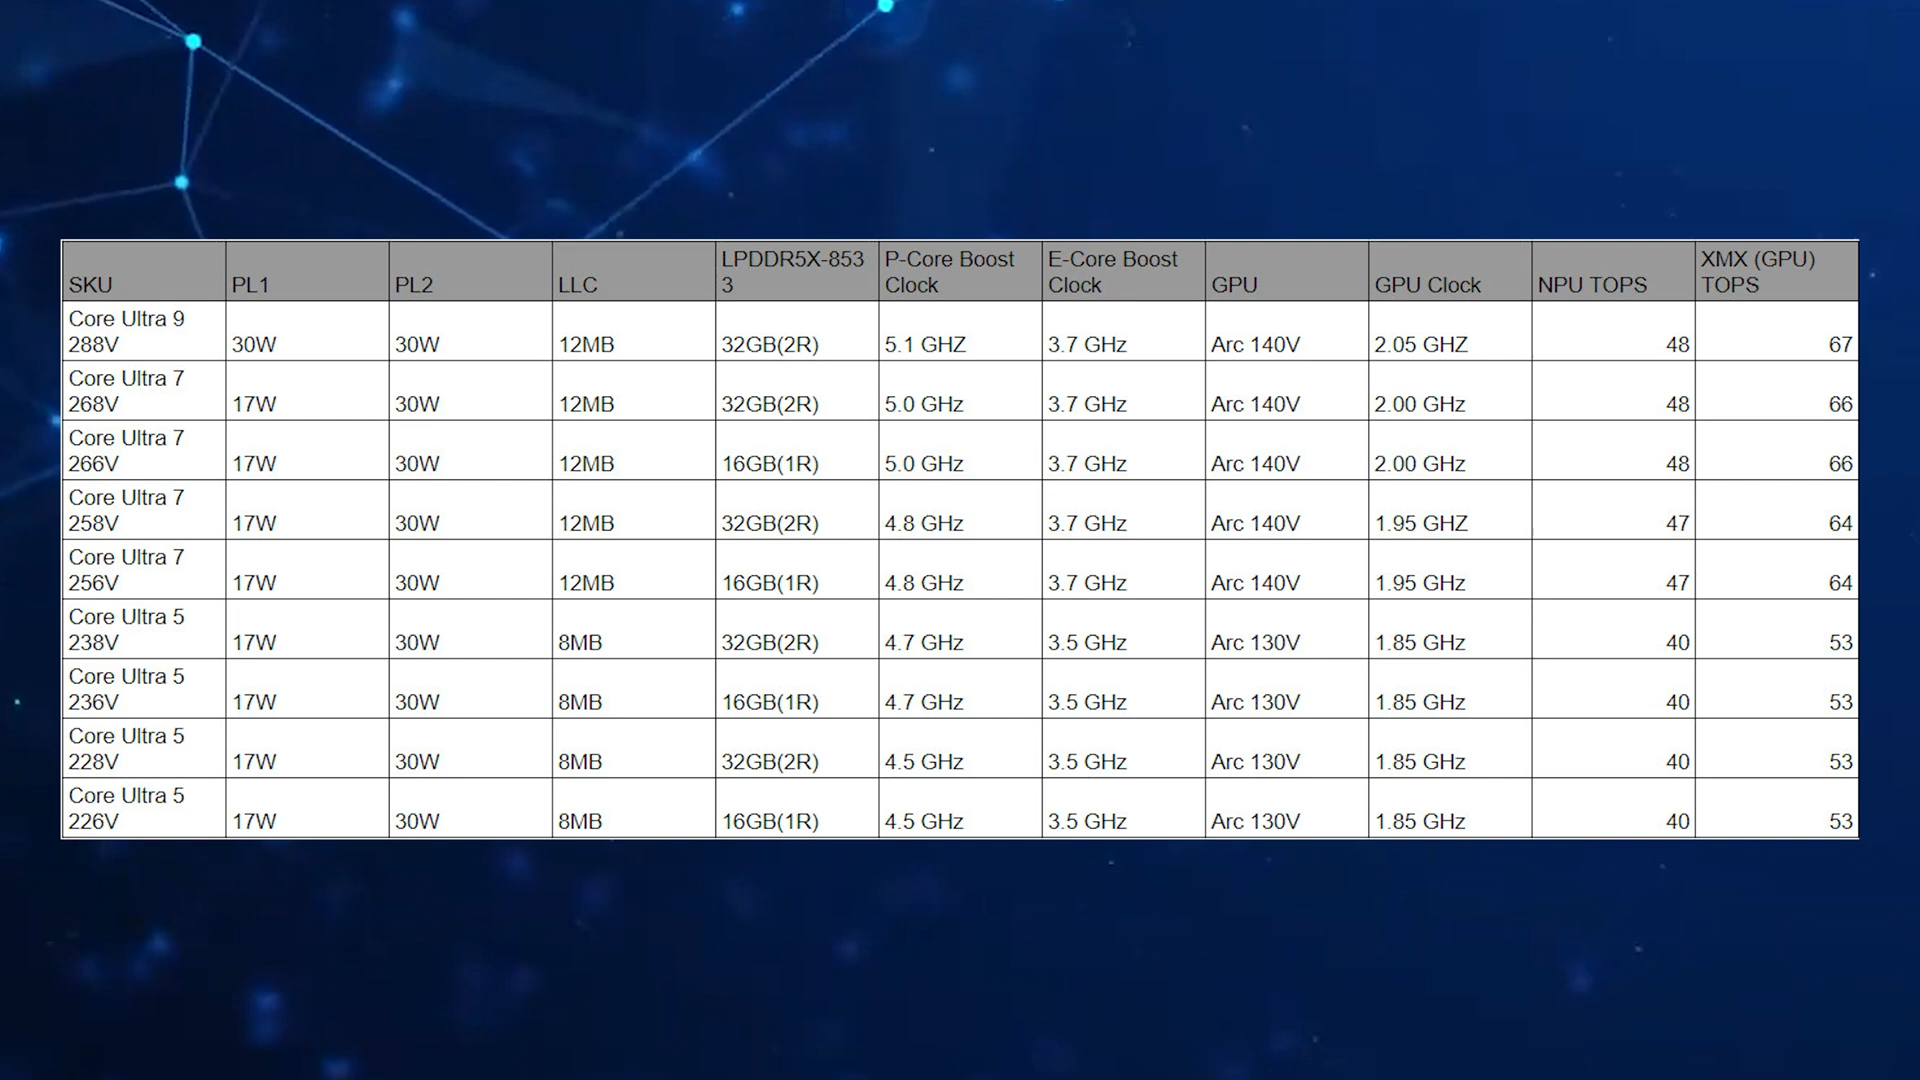 SKU PL1 PL2 LLC LPDDR5X-853 3 P-Core Boost Clock E-Core Boost Clock GPU GPU Clock NPU TOPS XMX (GPU) TOPS
Core Ultra 9 288V 30W 30W 12MB 32GB(2R) 5.1 GHZ 3.7 GHz Arc 140V 2.05 GHZ 48 67
Core Ultra 7 268V 17W 30W 12MB 32GB(2R) 5.0 GHz 3.7 GHz Arc 140V 2.00 GHz 48 66
Core Ultra 7 266V 17W 30W 12MB 16GB(1R) 5.0 GHz 3.7 GHz Arc 140V 2.00 GHz 48 66
Core Ultra 7 258V 17W 30W 12MB 32GB(2R) 4.8 GHz 3.7 GHz Arc 140V 1.95 GHZ 47 64
Core Ultra 7 256V 17W 30W 12MB 16GB(1R) 4.8 GHz 3.7 GHz Arc 140V 1.95 GHz 47 64
Core Ultra 5 238V 17W 30W 8MB 32GB(2R) 4.7 GHz 3.5 GHz Arc 130V 1.85 GHz 40 53
Core Ultra 5 236V 17W 30W 8MB 16GB(1R) 4.7 GHz 3.5 GHz Arc 130V 1.85 GHz 40 53
Core Ultra 5 228V 17W 30W 8MB 32GB(2R) 4.5 GHz 3.5 GHz Arc 130V 1.85 GHz 40 53
Core Ultra 5 226V 17W 30W 8MB 16GB(1R) 4.5 GHz 3.5 GHz Arc 130V 1.85 GHz 40 53